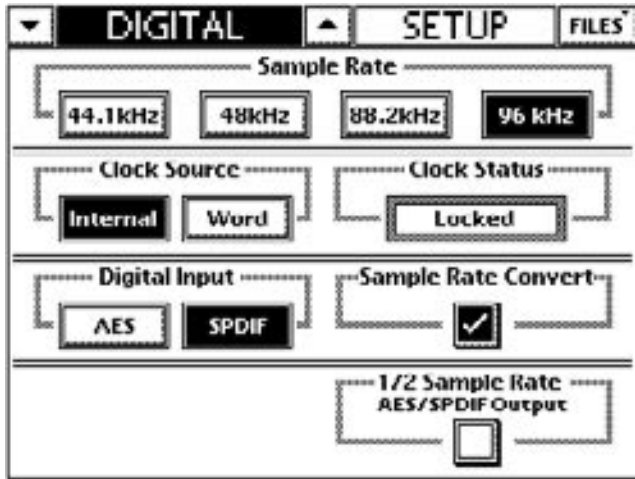 DIGITAL SETUP FILES
Sample Rate
44.1kHz 48kHz 88.2kHz 96 kHz
Clock Source Clock Status
Internal Word Locked
Digital Input Sample Rate Convert
AES SPDIF
1/2 Sample Rate
AES/SPDIF Output